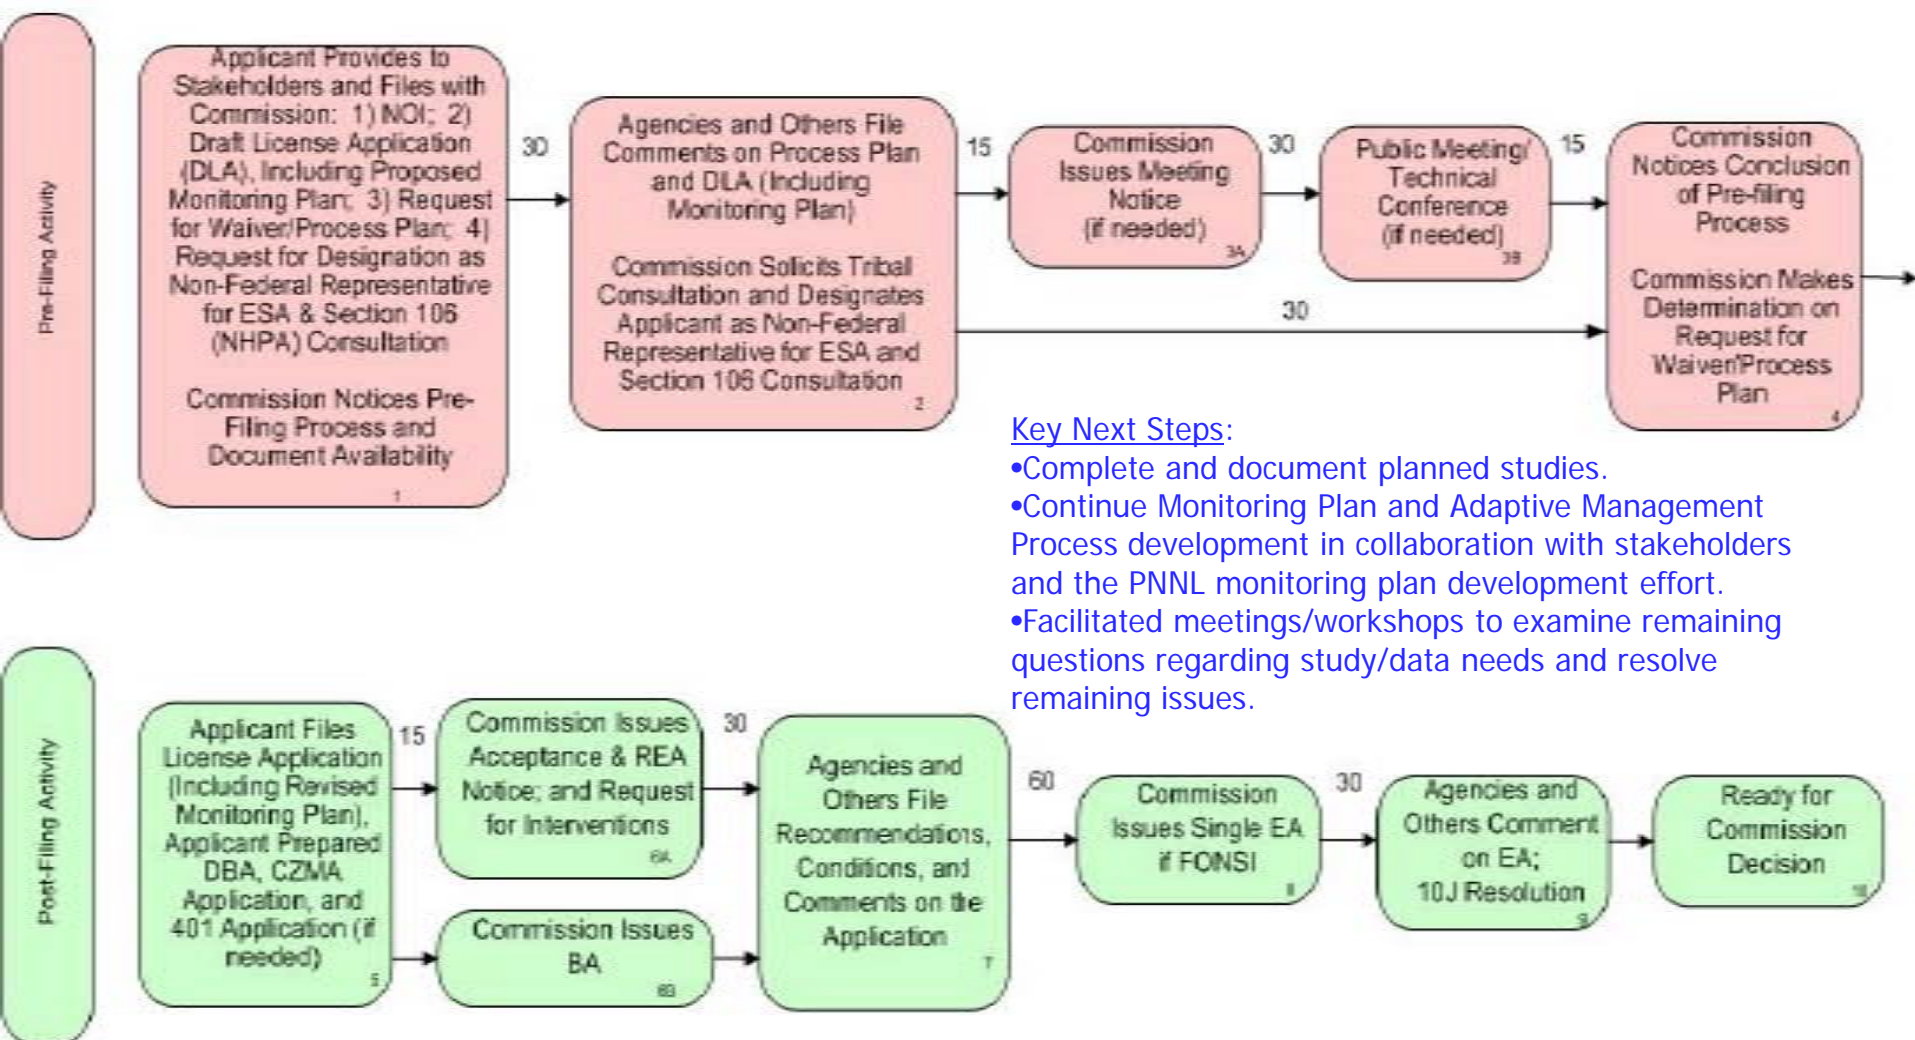 Pre-Filing Activity
Applicant Provides to
Stakeholders and Files with
Commission: 1) NOI; 2)
Draft License Application
(DLA), Including Proposed
Monitoring Plan; 3) Request
for Waiver/Process Plan; 4)
Request for Designation as
Non-Federal Representative
for ESA & Section 106
(NHPA) Consultation
Commission Notices Pre-
Filing Process and
Document Availability
1
30
Agencies and Others File
Comments on Process Plan
and DLA (Including
Monitoring Plan)
Commission Solicits Tribal
Consultation and Designates
Applicant as Non-Federal
Representative for ESA and
Section 106 Consultation
2
15
Commission
Issues Meeting
Notice
(if needed)
3A
30
Public Meeting/
Technical
Conference
(if needed)
3B
15
30
Commission
Notices Conclusion
of Pre-filing
Process
Commission Makes
Determination on
Request for
Waiver/Process
Plan
4
Key Next Steps:
•Complete and document planned studies.
•Continue Monitoring Plan and Adaptive Management
Process development in collaboration with stakeholders
and the PNNL monitoring plan development effort.
•Facilitated meetings/workshops to examine remaining
questions regarding study/data needs and resolve
remaining issues.
Post-Filing Activity
Applicant Files
License Application
(Including Revised
Monitoring Plan),
Applicant Prepared
DBA, CZMA
Application, and
401 Application (if
needed)
5
15
Commission Issues
Acceptance & REA
Notice; and Request
for Interventions
6A
Commission Issues
BA
6B
30
Agencies and
Others File
Recommendations,
Conditions, and
Comments on the
Application
7
60
Commission
Issues Single EA
if FONSI
8
30
Agencies and
Others Comment
on EA;
10J Resolution
9
Ready for
Commission
Decision
10